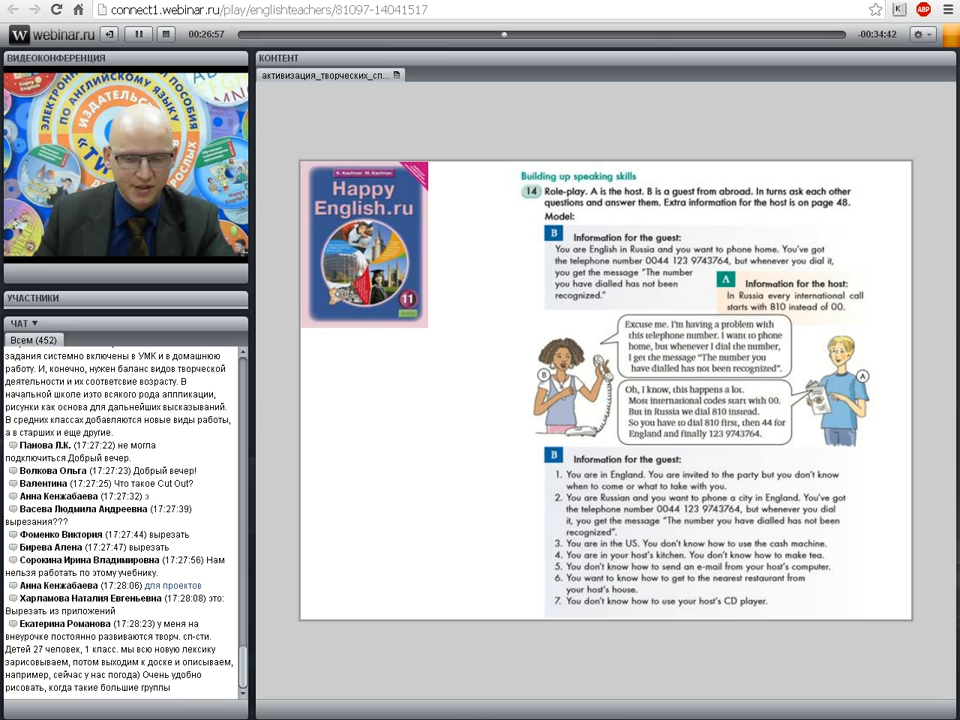 connect1.webinar.ru/play/englishteachers/81097-14041517
ABP
W webinar.ru
00:26:57
-00:34:42
ВИДЕОКОНФЕРЕНЦИЯ
КОНТЕНТ
активизация_творческих_сп...
ЭЛЕКТРОННЫЕ
ПОСОБИЯ
ПО АНГЛИЙСКОМУ ЯЗЫКУ
ИЗДАТЕЛЬСТВО
УЧАСТНИКИ
ЧАТ
Всем (452)
задания системно включены в УМК и в домашнюю
работу. И, конечно, нужен баланс видов творческой
деятельности и их соответсвие возрасту. В
начальной школе изто всякого рода аппликации,
рисунки как основа для дальнейших высказываний.
В средних классах добавляются новые виды работы,
а в старших и еще другие.
Панова Л.К. (17:27:22) не могла
подключиться.Добрый вечер.
Волкова Ольга (17:27:23) Добрый вечер!
Валентина (17:27:25) Что такое Cut Out?
Анна Кенжабаева (17:27:32) з
Васева Людмила Андреевна (17:27:39)
вырезания???
Фоменко Виктория (17:27:44) вырезать
Бирева Алена (17:27:47) вырезать
Сорокина Ирина Владимировна (17:27:56) Нам
нельзя работать по этому учебнику.
Анна Кенжабаева (17:28:06) для проектов
Харламова Наталия Евгеньевна (17:28:08) это:
Вырезать из приложений
Екатерина Романова (17:28:23) у меня на
внеурочке постоянно развиваются творч. сп-сти.
Детей 27 человек, 1 класс. мы всю новую лексику
зарисовываем, потом выходим к доске и описываем,
например, сейчас у нас погода) Очень удобно
рисовать, когда такие большие группы
K. Kaufman M. Kaufman
Happy
English.ru
11
Building up speaking skills
14 Role-play. A is the host. B is a guest from abroad. In turns ask each other
questions and answer them. Extra information for the host is on page 48.
Model:
B Information for the guest:
You are English in Russia and you want to phone home. You've got
the telephone number 0044 123 9743764, but whenever you dial it,
you get the message "The number
you have dialled has not been
recognized."
A Information for the host:
In Russia every international call
starts with 810 instead of 00.
Excuse me. I'm having a problem with
this telephone number. I want to phone
home, but whenever I dial the number,
I get the message "The number you
have dialled has not been recognized".
B
Oh, I know, this happens a lot.
Most international codes start with 00.
But in Russia we dial 810 instead.
So you have to dial 810 first, then 44 for
England and finally 123 9743764.
A
B Information for the guest:
1. You are in England. You are invited to the party but you don't know
when to come or what to take with you.
2. You are Russian and you want to phone a city in England. You've got
the telephone number 0044 123 9743764, but whenever you dial
it, you get the message "The number you have dialled has not been
recognized".
3. You are in the US. You don't know how to use the cash machine.
4. You are in your host's kitchen. You don't know how to make tea.
5. You don't know how to send an e-mail from your host's computer.
6. You want to know how to get to the nearest restaurant from
your host's house.
7. You don't know how to use your host's CD player.